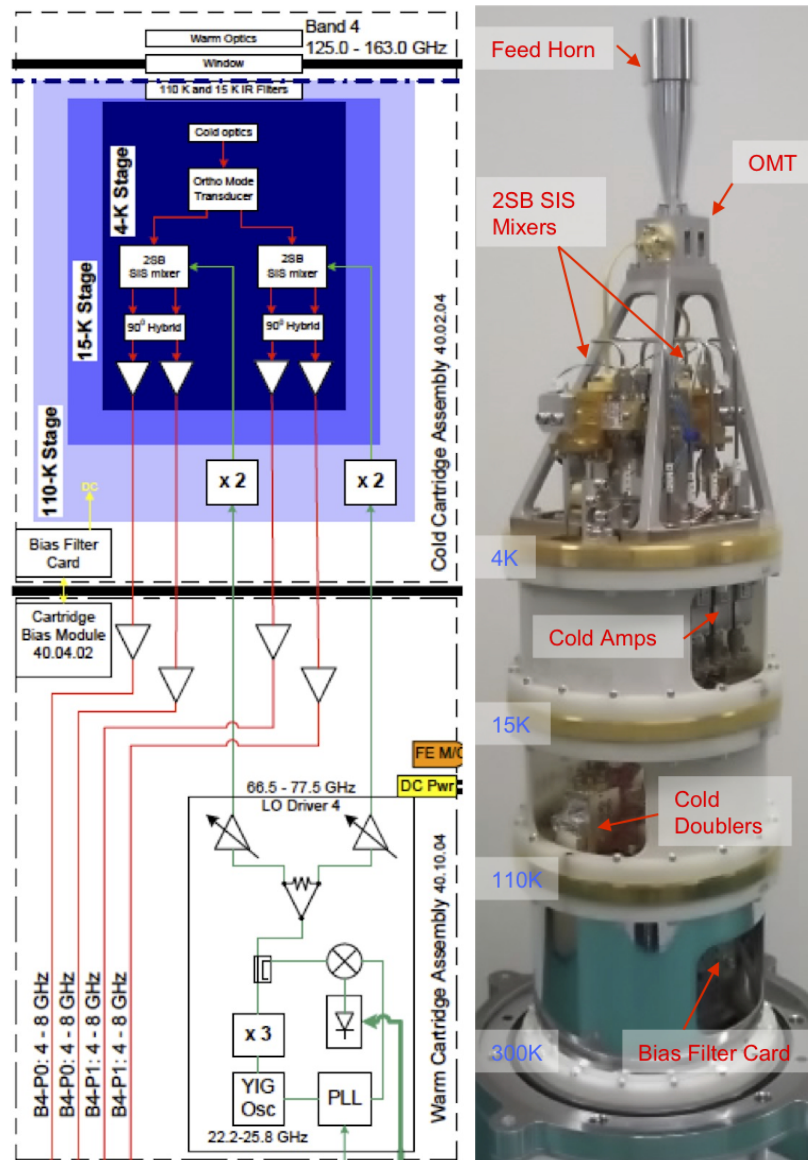 Band 4
125.0 - 163.0 GHz
Warm Optics
Window
110 K and 15 K IR Filters
Cold optics
Ortho Mode
Transducer
4-K Stage
2SB
SIS mixer
2SB
SIS mixer
15-K Stage
90⁰ Hybrid
90⁰ Hybrid
110-K Stage
x 2
x 2
DC
Cold Cartridge Assembly 40.02.04
Bias Filter
Card
Cartridge
Bias Module
40.04.02
FE M/C
DC Pwr
66.5 - 77.5 GHz
LO Driver 4
x 3
YIG
Osc
PLL
22.2-25.8 GHz
B4-P0: 4 - 8 GHz
B4-P0: 4 - 8 GHz
B4-P1: 4 - 8 GHz
B4-P1: 4 - 8 GHz
Warm Cartridge Assembly 40.10.04
Feed Horn
OMT
2SB SIS
Mixers
4K
Cold Amps
15K
Cold
Doublers
110K
300K
Bias Filter Card